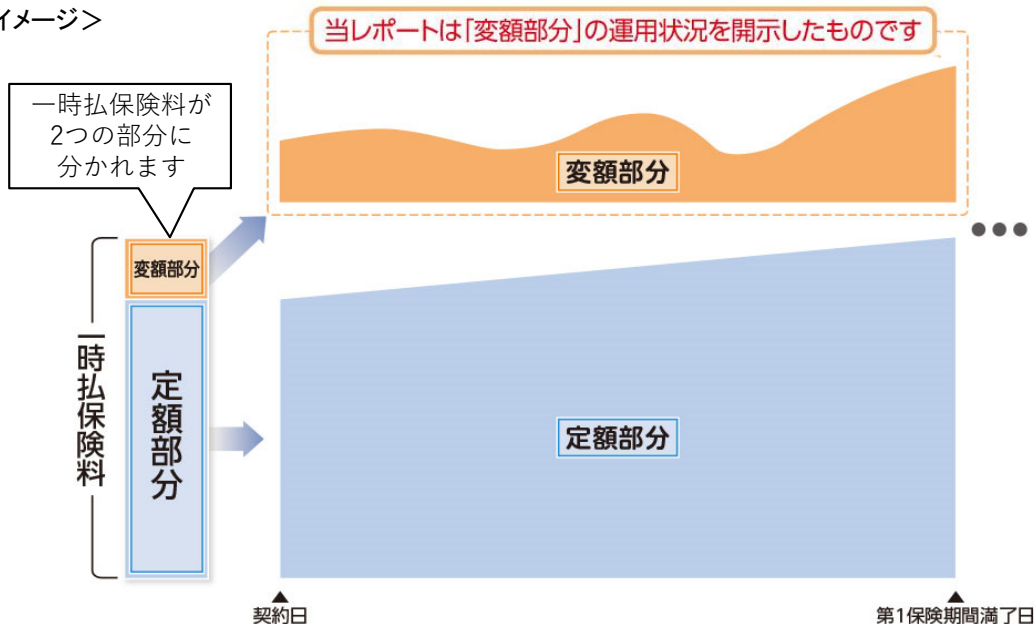 イメージ＞
当レポートは「変額部分」の運用状況を開示したものです
一時払保険料が
2つの部分に
分かれます
変額部分
変額部分
一時払保険料
定額部分
定額部分
契約日
第1保険期間満了日